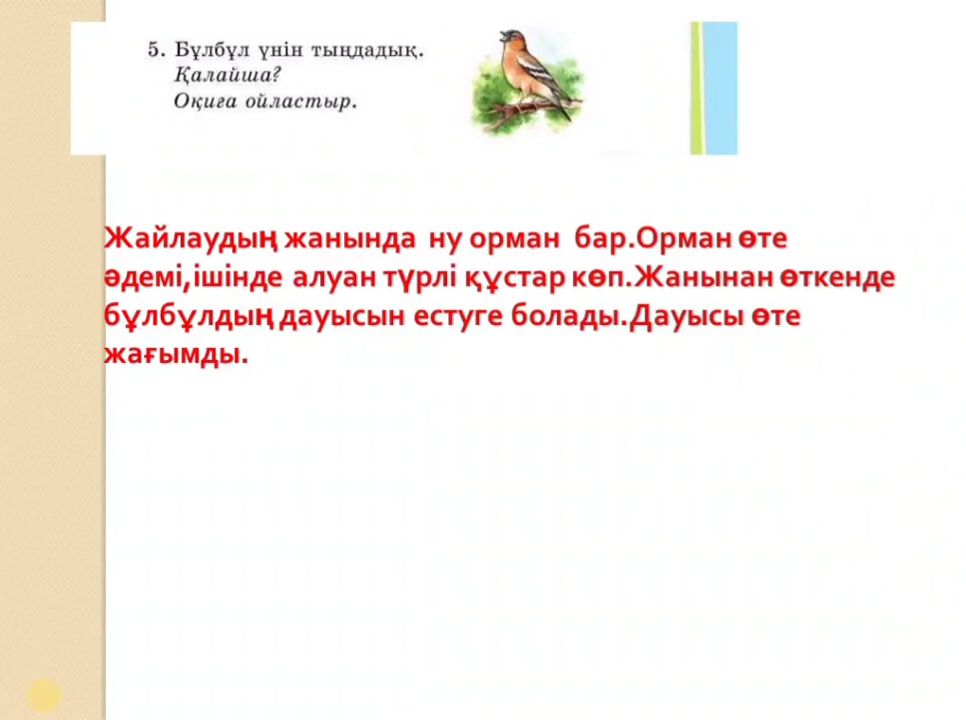 5. Бұлбұл үнін тыңдадық.
Қалайша?
Оқиға ойластыр.
Жайлаудың жанында ну орман бар.Орман өте
әдемі,ішінде алуан түрлі құстар көп.Жанынан өткенде
бұлбұлдың дауысын естуге болады.Дауысы өте
жағымды.